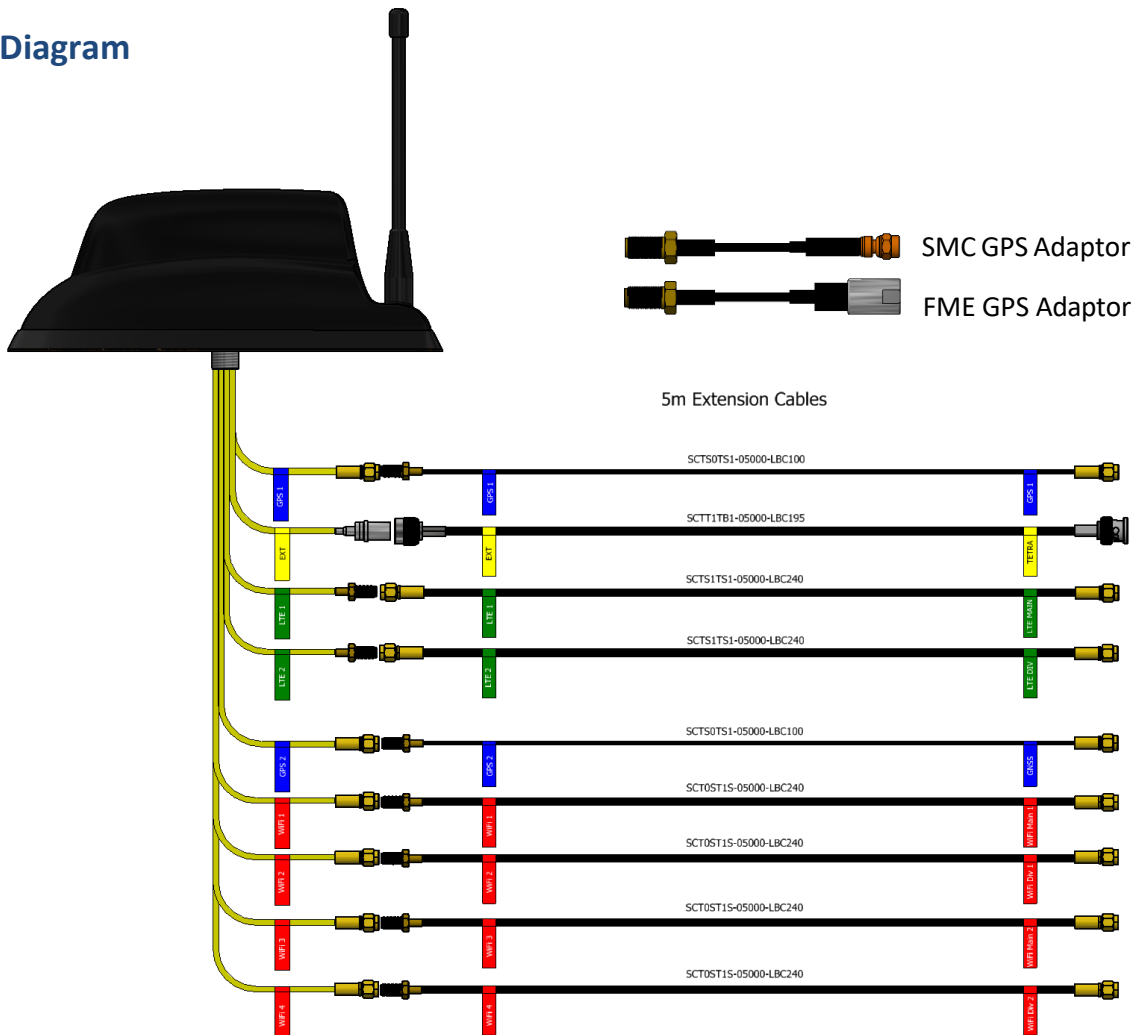 Diagram
SMC GPS Adaptor
FME GPS Adaptor
5m Extension Cables
SCTS0TS1-05000-LBC100
GPS 1
GPS 1
GPS 1
SCTT1TB1-05000-LBC195
EXT
EXT
TETRA
SCTS1TS1-05000-LBC240
LTE 1
LTE 1
LTE MAIN
SCTS1TS1-05000-LBC240
LTE 2
LTE 2
LTE DIV
SCTS0TS1-05000-LBC100
GPS 2
GPS 2
GNSS
SCT0ST1S-05000-LBC240
WiFi 1
WiFi 1
WiFi Main 1
SCT0ST1S-05000-LBC240
WiFi 2
WiFi 2
WiFi Div 1
SCT0ST1S-05000-LBC240
WiFi 3
WiFi 3
WiFi Main 2
SCT0ST1S-05000-LBC240
WiFi 4
WiFi 4
WiFi Div 2